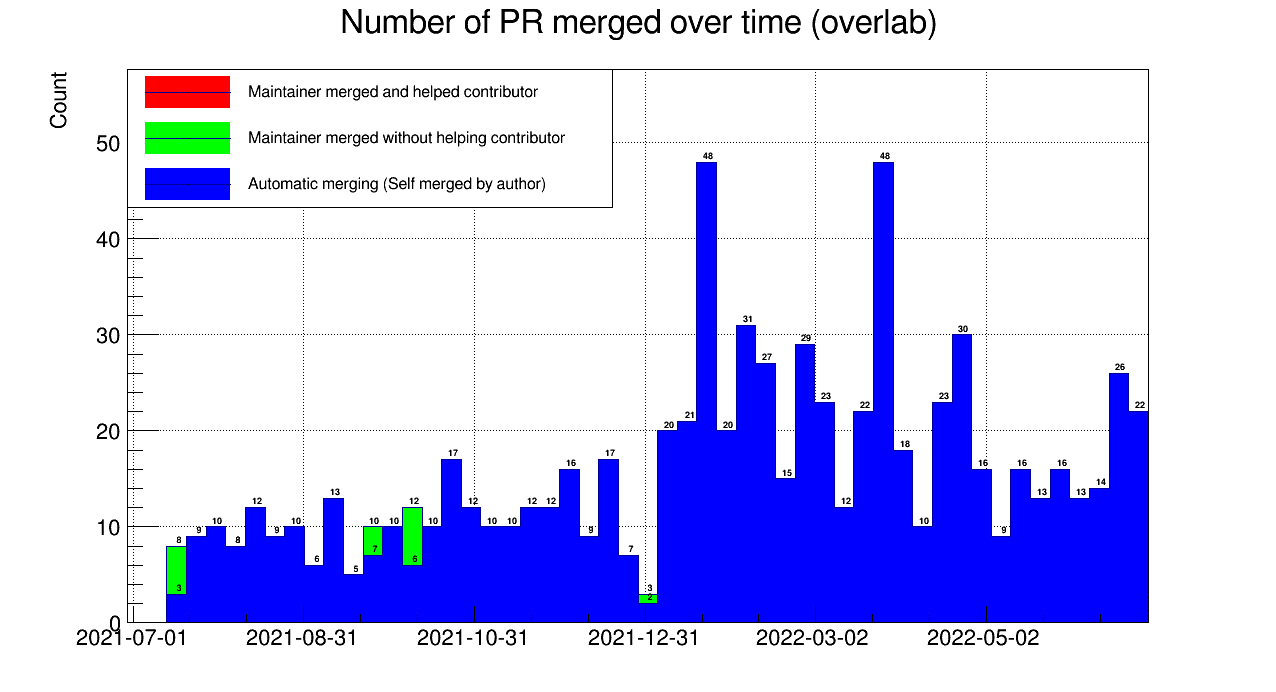 Number of PR merged over time (overlab)
Count
Maintainer merged and helped contributor
Maintainer merged without helping contributor
Automatic merging (Self merged by author)
50
40
30
20
10
0
8 3 9 10 8 12 9 10 6 13 5 10 7 10 12 6 10 17 12 10 10 12 12 16 9 17 7 3 2 20 21 48 20 31 27 15 29 23 12 22 48 18 10 23 30 16 9 16 13 16 13 14 26 22
2021-07-01 2021-08-31 2021-10-31 2021-12-31 2022-03-02 2022-05-02